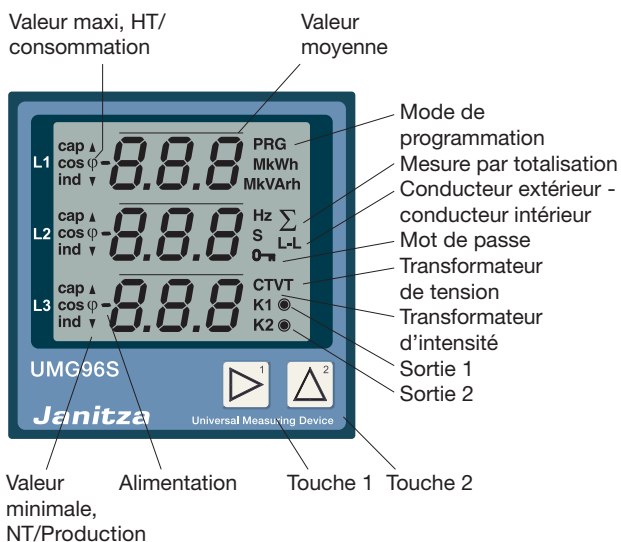 Valeur maxi, HT/
consommation
Valeur
moyenne
Mode de
programmation
Mesure par totalisation
Conducteur extérieur -
conducteur intérieur
Mot de passe
Transformateur
de tension
Transformateur
d'intensité
Sortie 1
Sortie 2
L1
cap ▲
cos φ -
ind ▼
8.8.8
PRG
MkWh
MkVArh
L2
cap ▲
cos φ -
ind ▼
8.8.8
Hz Σ
S
L-L
L3
cap ▲
cos φ -
ind ▼
8.8.8
CTVT
K1
K2
UMG96S
1
2
Janitza
Universal Measuring Device
Valeur
minimale,
NT/Production
Alimentation
Touche 1
Touche 2